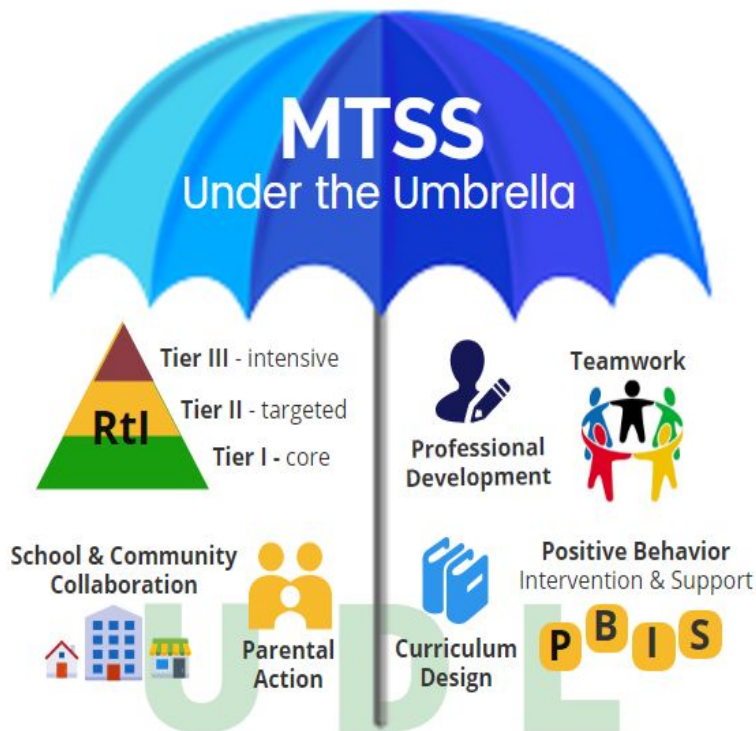 MTSS
Under the Umbrella
RtI
Tier III - intensive
Tier II - targeted
Tier I - core
Professional
Development
Teamwork
School & Community
Collaboration
Parental
Action
Curriculum
Design
Positive Behavior
Intervention & Support
P B I S
UDL